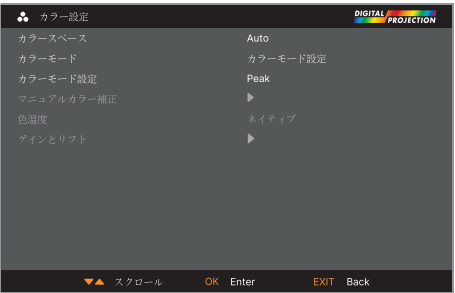 カラー設定
DIGITAL PROJECTION
カラースペース Auto
カラーモード カラーモード設定
カラーモード設定 Peak
マニュアルカラー補正
色温度 ネイティブ
ゲインとリフト
スクロール OK Enter EXIT Back